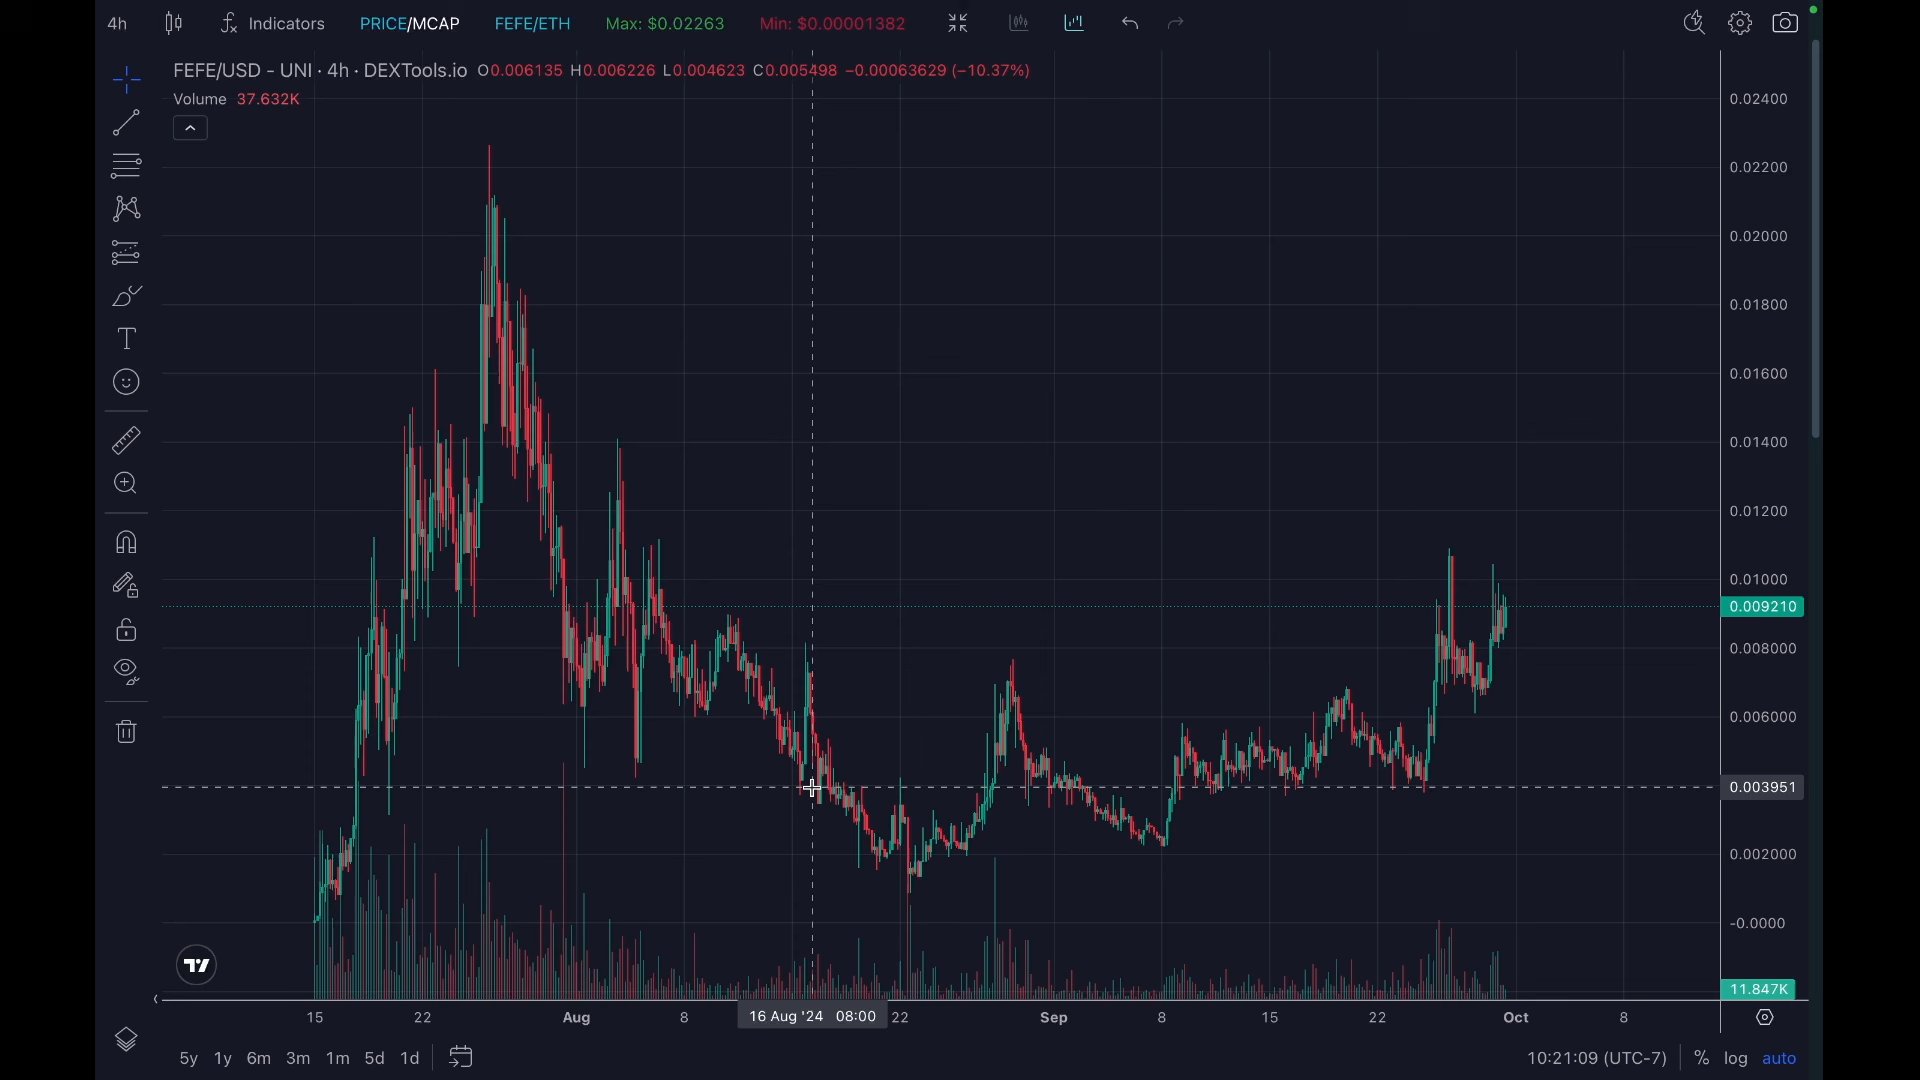 4h Indicators PRICE/MCAP FEFE/ETH Max: $0.02263 Min: $0.00001382
FEFE/USD - UNI · 4h · DEXTools.io O0.006135 H0.006226 L0.004623 C0.005498 −0.00063629 (−10.37%)
Volume 37.632K
0.02400
0.02200
0.02000
0.01800
0.01600
0.01400
0.01200
0.01000
0.009210
0.008000
0.006000
0.003951
0.002000
-0.0000
11.847K
15 22 Aug 8 16 Aug '24 08:00 22 Sep 8 15 22 Oct 8
5y 1y 6m 3m 1m 5d 1d 10:21:09 (UTC-7) % log auto